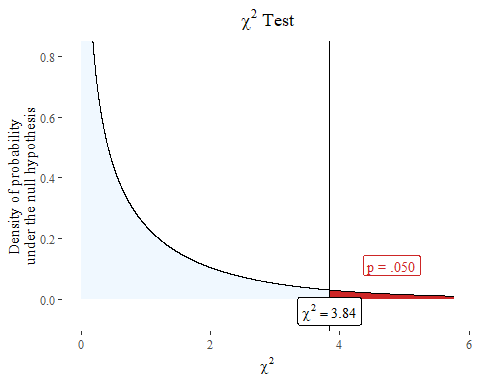 χ² Test
Density of probability
under the null hypothesis
0.8
0.6
0.4
0.2
0.0
p = .050
χ² = 3.84
0
2
4
6
χ²